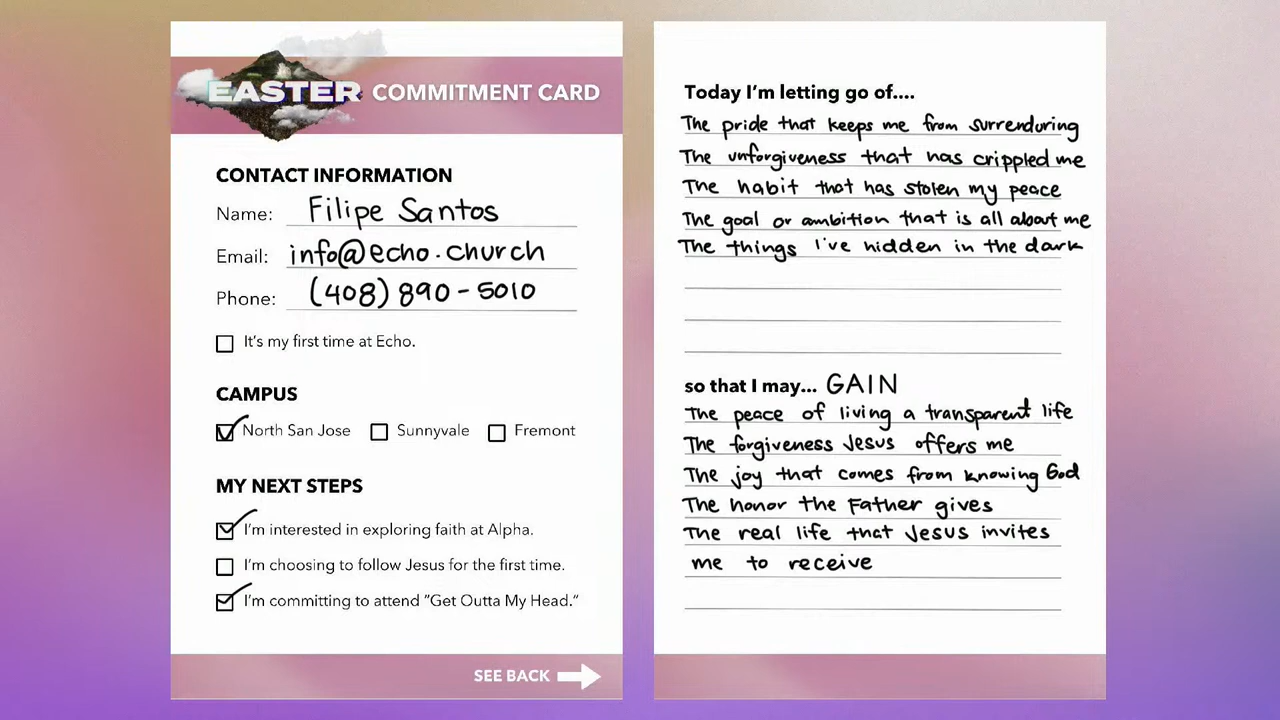 EASTER COMMITMENT CARD
CONTACT INFORMATION
Name: Filipe Santos
Email: info@echo.church
Phone: (408) 890-5010
It's my first time at Echo.
CAMPUS
North San Jose Sunnyvale Fremont
MY NEXT STEPS
I'm interested in exploring faith at Alpha.
I'm choosing to follow Jesus for the first time.
I'm committing to attend "Get Outta My Head."
SEE BACK
Today I'm letting go of....
The pride that keeps me from surrenduring
The unforgiveness that has crippled me
The habit that has stolen my peace
The goal or ambition that is all about me
The things I've hidden in the dark
so that I may... GAIN
The peace of living a transparent life
The forgiveness Jesus offers me
The joy that comes from knowing God
The honor the Father gives
The real life that Jesus invites
me to receive